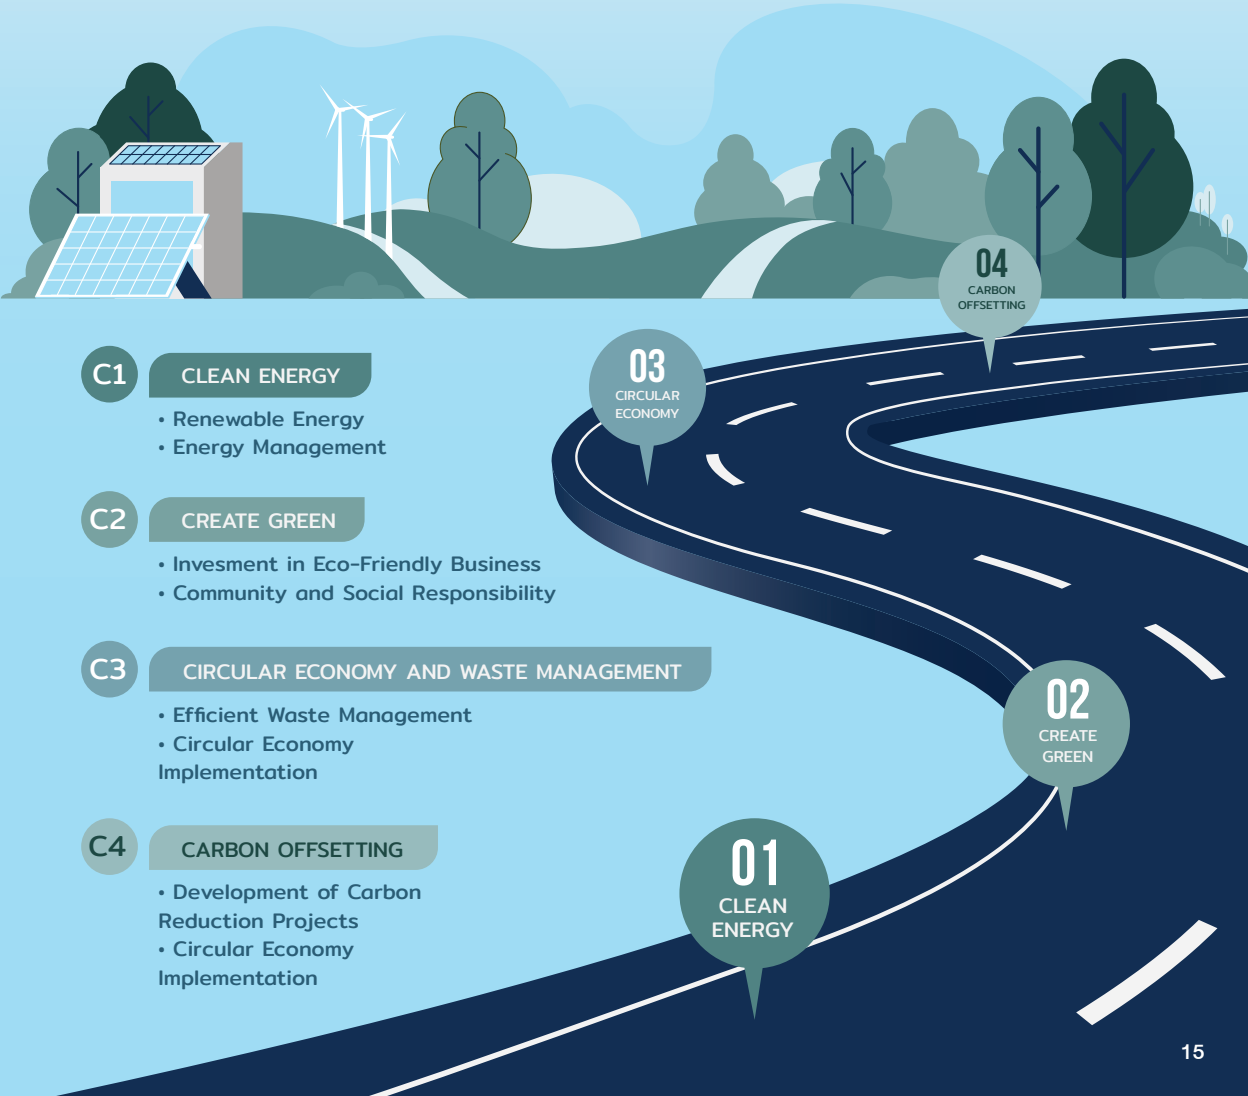 04
CARBON
OFFSETTING
03
CIRCULAR
ECONOMY
C1
CLEAN ENERGY
• Renewable Energy
• Energy Management
C2
CREATE GREEN
• Invesment in Eco-Friendly Business
• Community and Social Responsibility
C3
CIRCULAR ECONOMY AND WASTE MANAGEMENT
• Efficient Waste Management
• Circular Economy
Implementation
02
CREATE
GREEN
C4
CARBON OFFSETTING
• Development of Carbon
Reduction Projects
• Circular Economy
Implementation
01
CLEAN
ENERGY
15